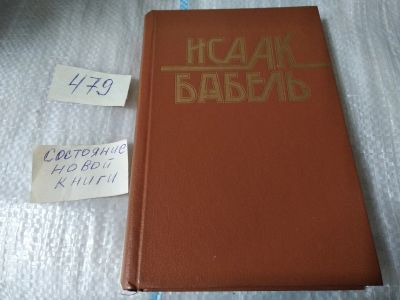 ИСААК
БАБЕЛЬ
479
СОСТОЯНИЕ
НОВОЙ
КНИГИ